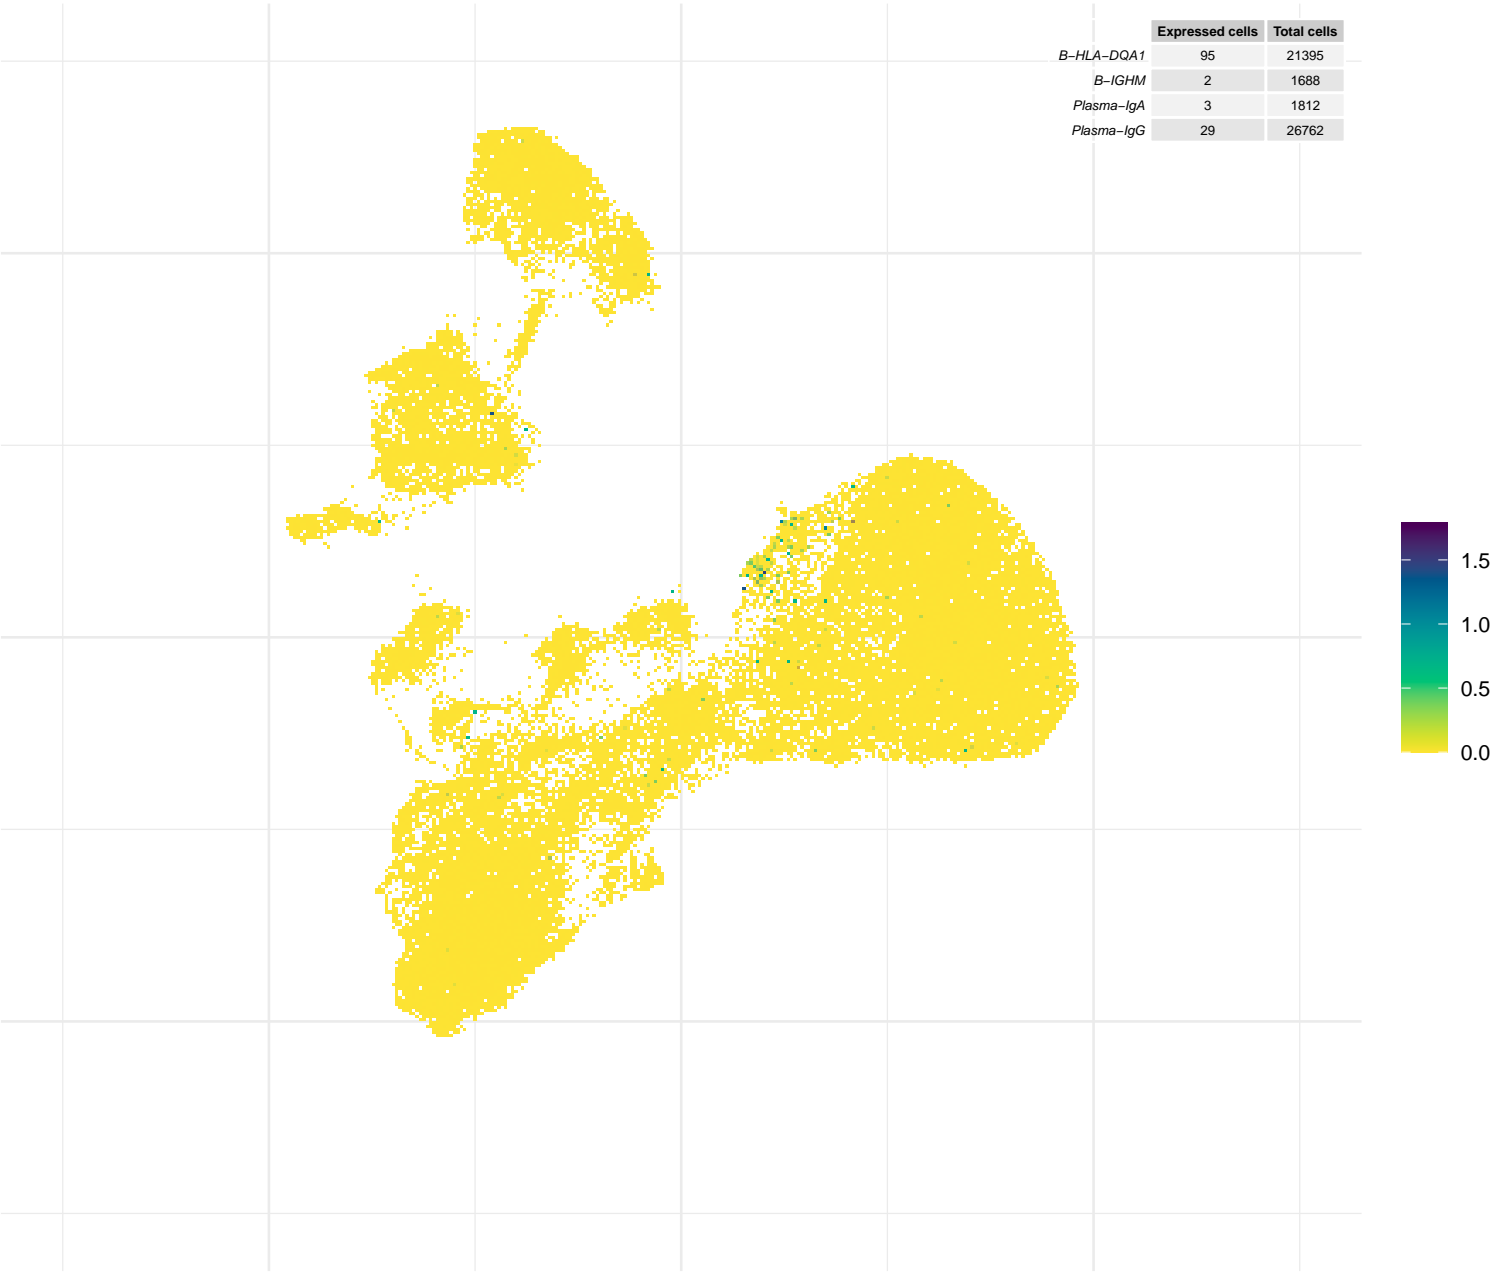 Expressed cells Total cells
B−HLA−DQA1 95 21395
B−IGHM 2 1688
Plasma−IgA 3 1812
Plasma−IgG 29 26762
1.5
1.0
0.5
0.0